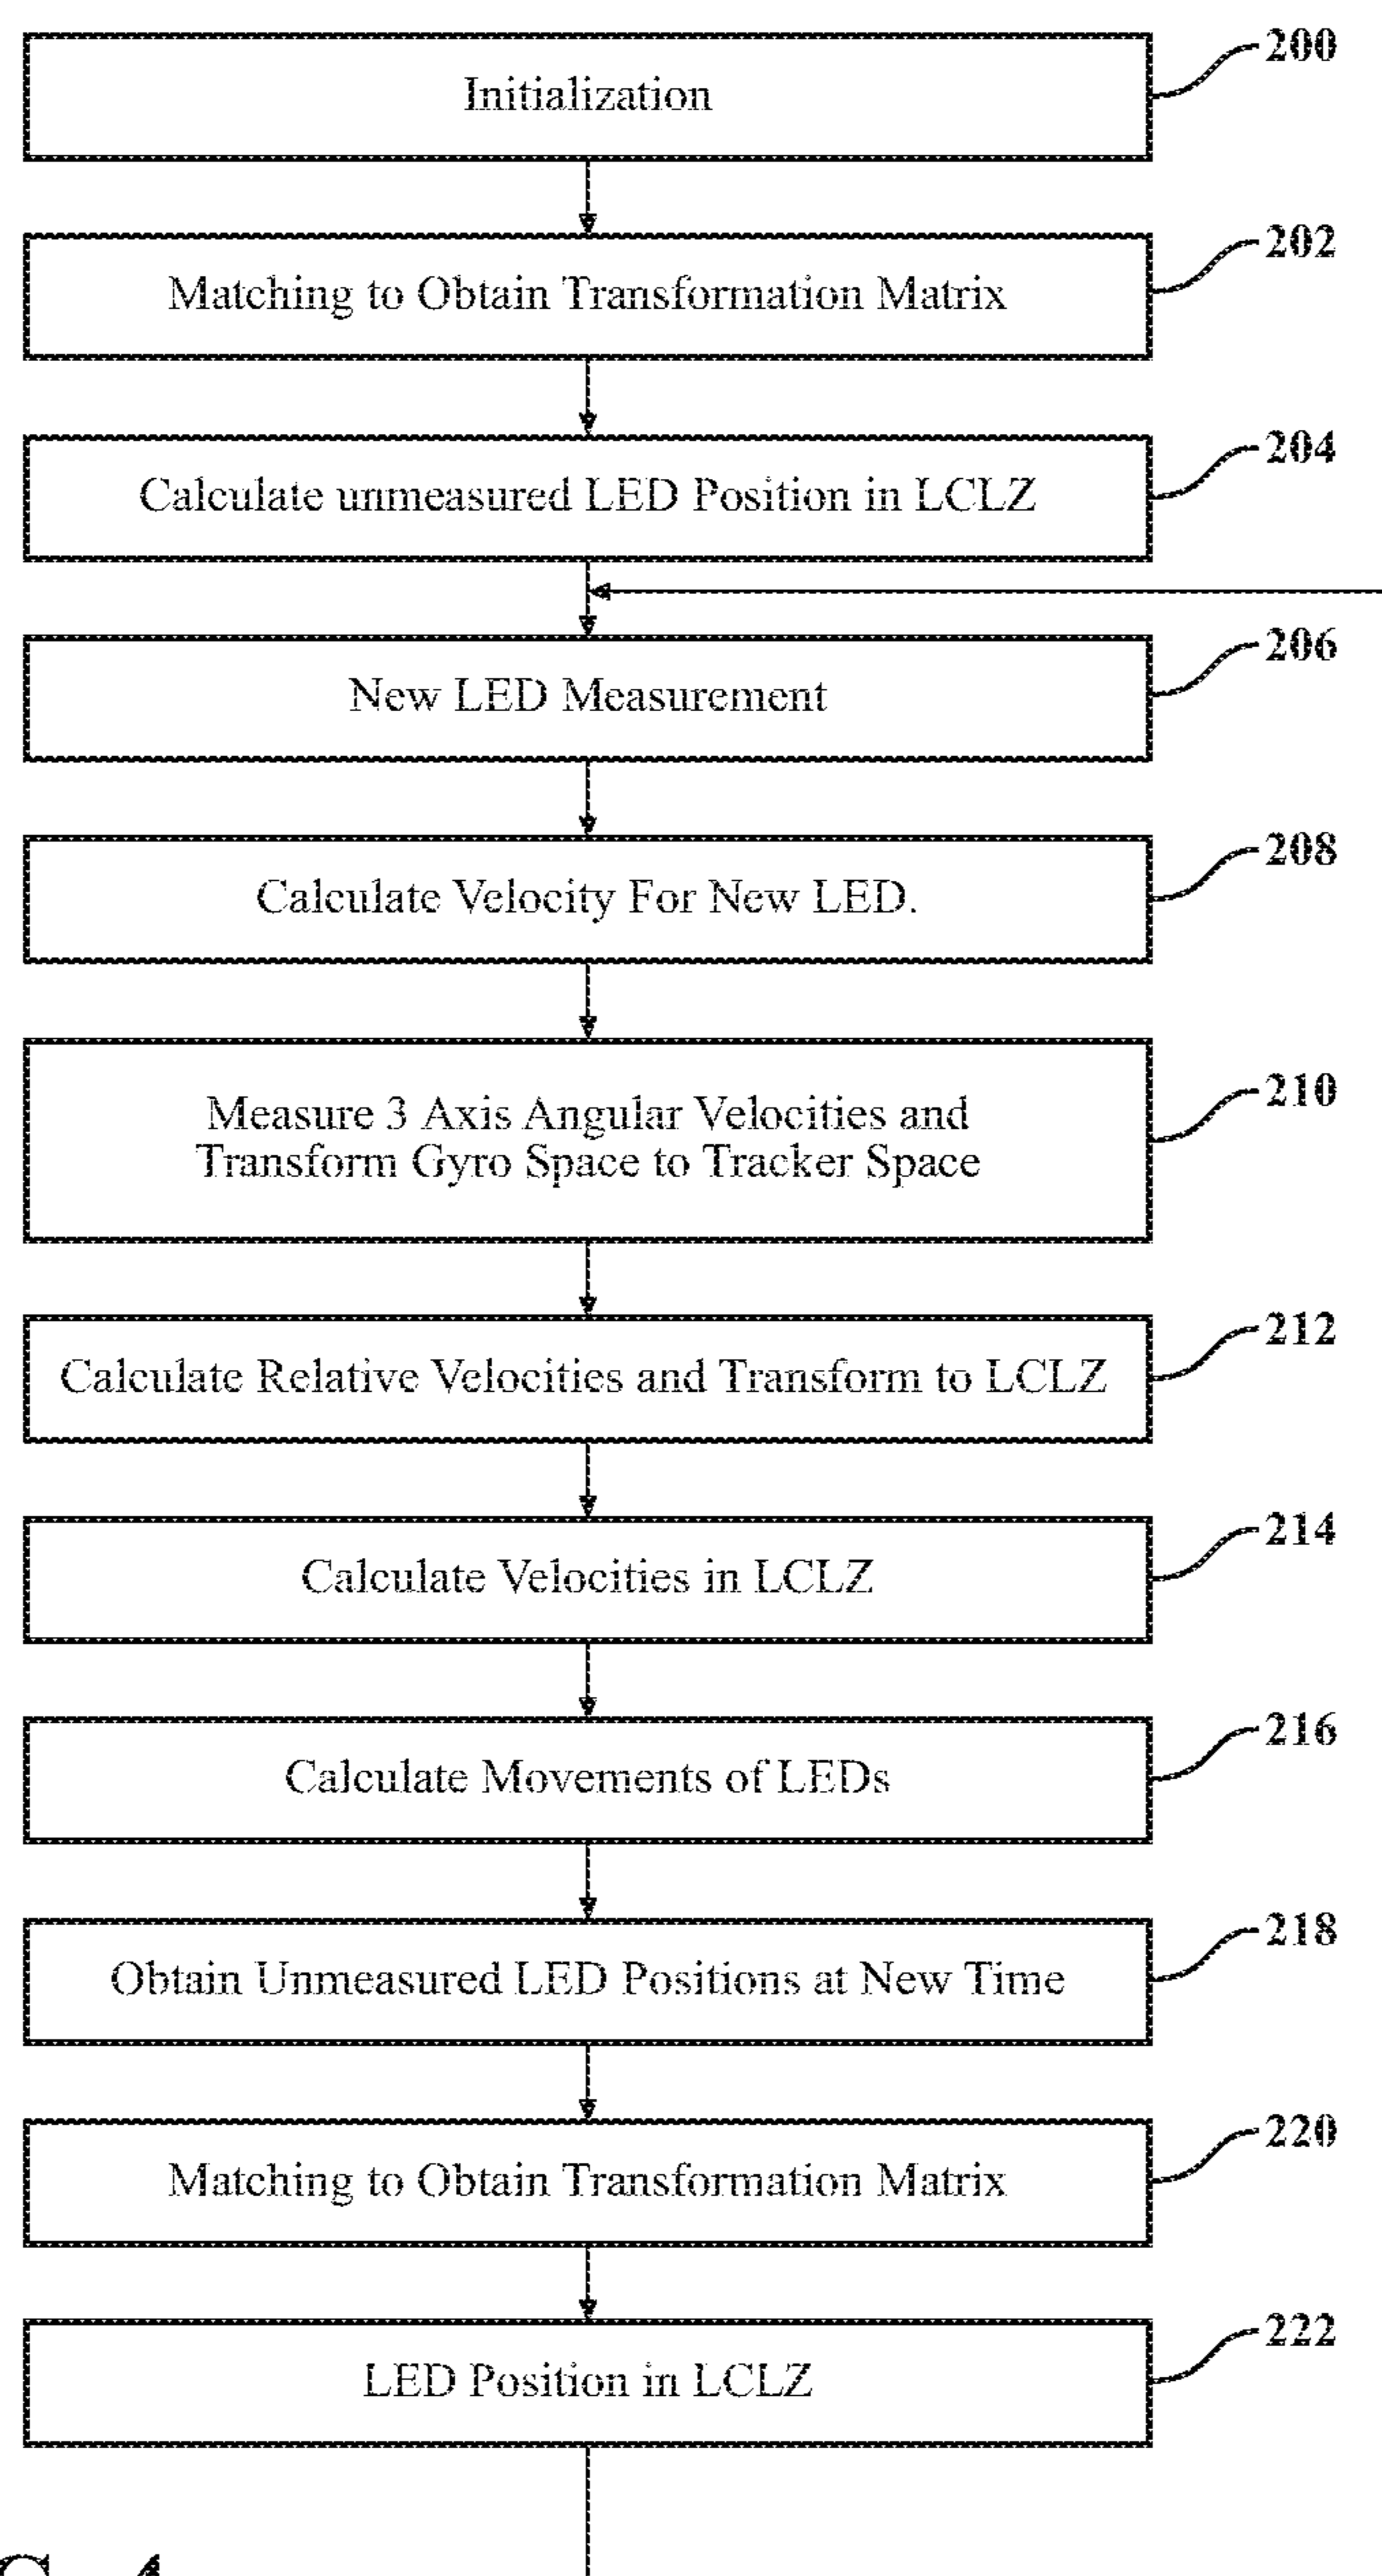 Initialization
200
Matching to Obtain Transformation Matrix
202
Calculate unmeasured LED Position in LCLZ
204
New LED Measurement
206
Calculate Velocity For New LED.
208
Measure 3 Axis Angular Velocities and
Transform Gyro Space to Tracker Space
210
Calculate Relative Velocities and Transform to LCLZ
212
Calculate Velocities in LCLZ
214
Calculate Movements of LEDs
216
Obtain Unmeasured LED Positions at New Time
218
Matching to Obtain Transformation Matrix
220
LED Position in LCLZ
222